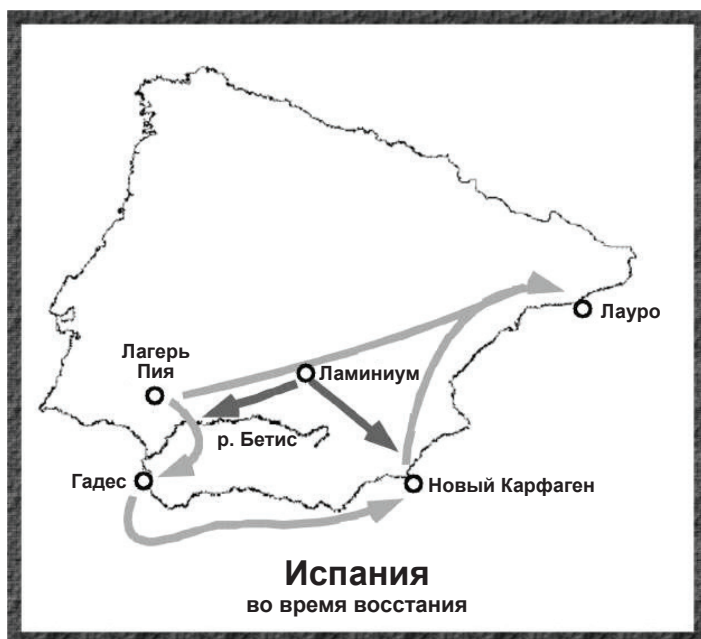 Лауро
Лагерь
Пия
Ламиниум
р. Бетис
Гадес
Новый Карфаген
Испания
во время восстания